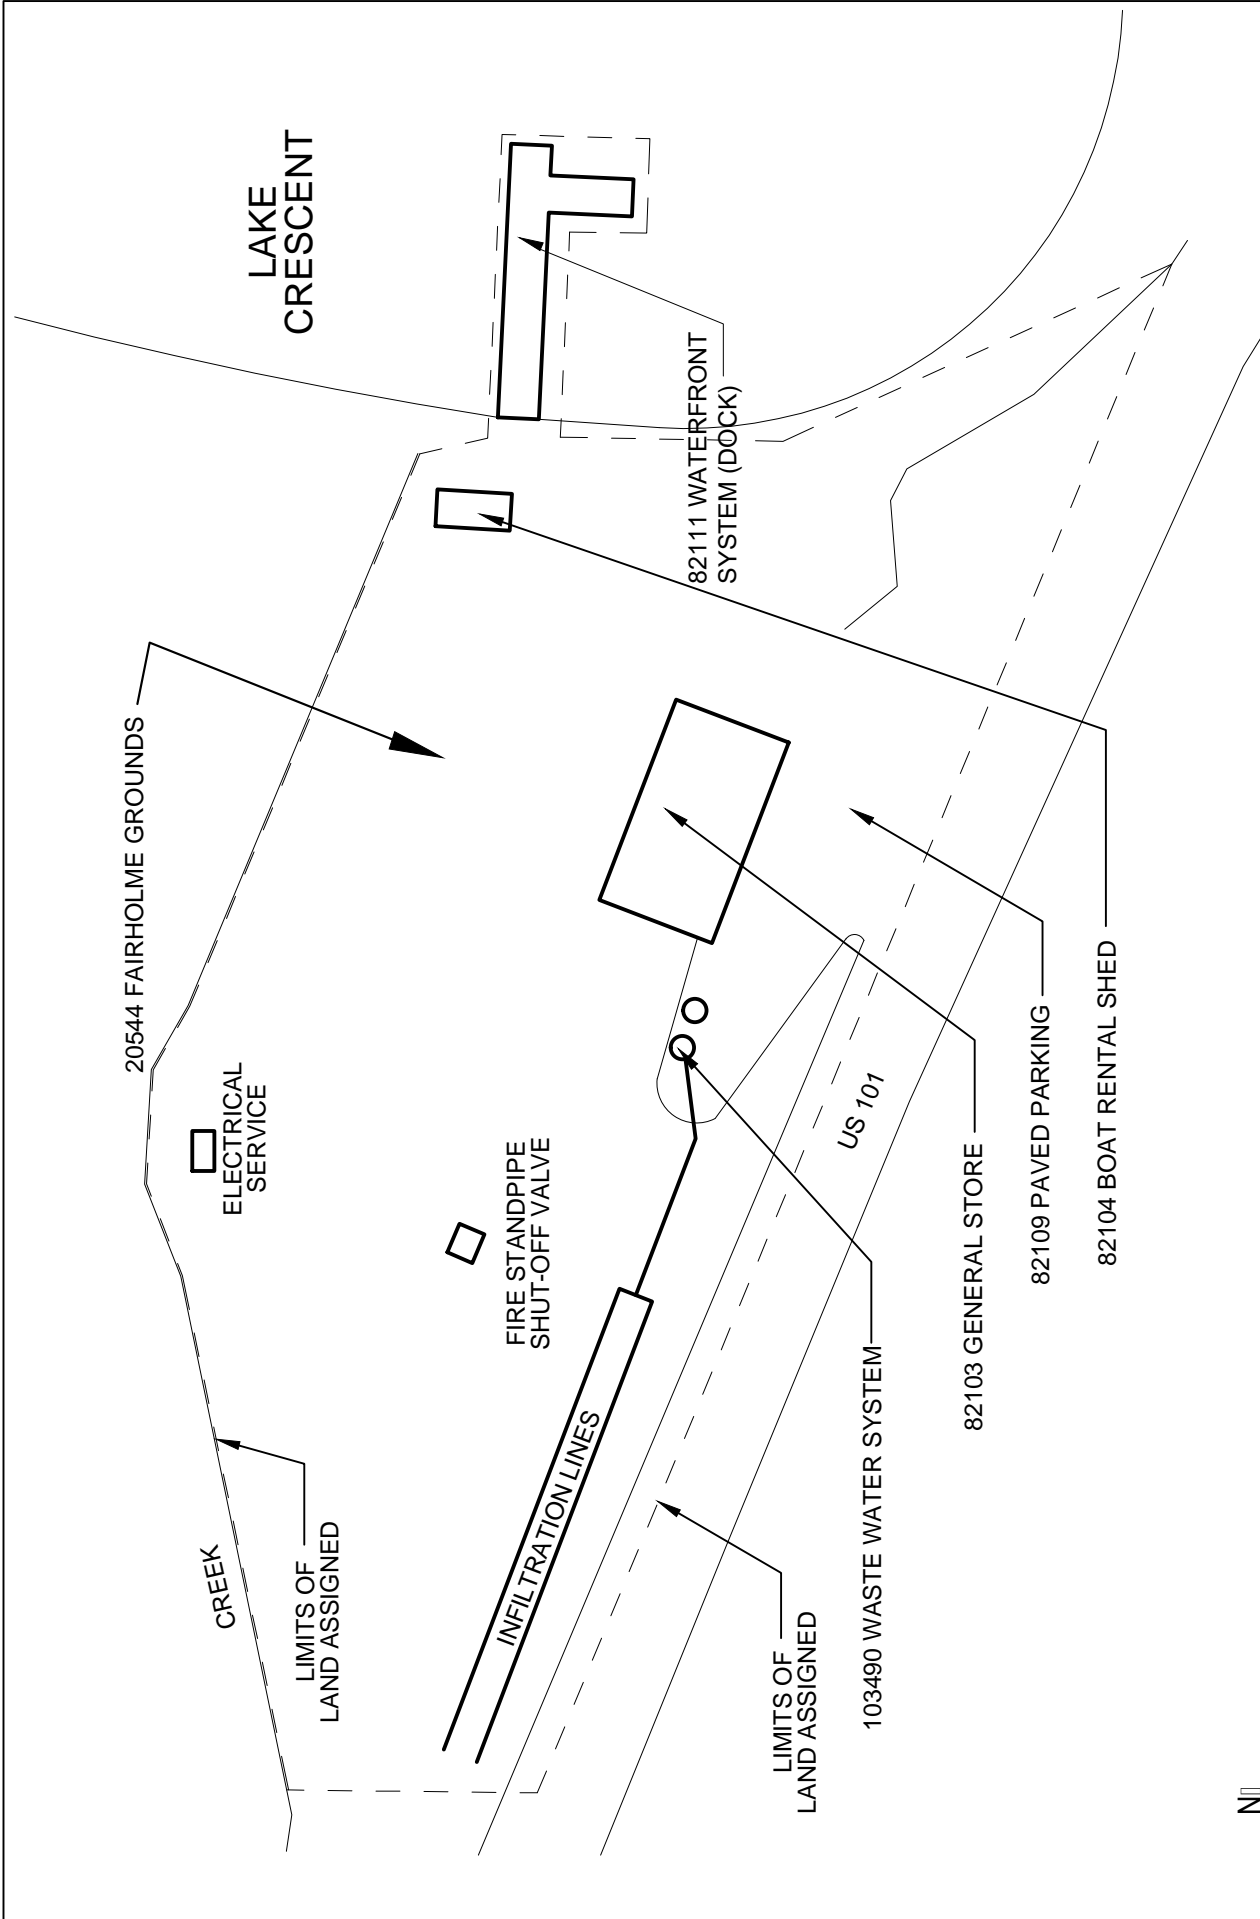 LAKE
CRESCENT
20544 FAIRHOLME GROUNDS
82111 WATERFRONT
SYSTEM (DOCK)
ELECTRICAL
SERVICE
FIRE STANDPIPE
SHUT-OFF VALVE
US 101
INFILTRATION LINES
CREEK
LIMITS OF
LAND ASSIGNED
LIMITS OF
LAND ASSIGNED
103490 WASTE WATER SYSTEM
82103 GENERAL STORE
82109 PAVED PARKING
82104 BOAT RENTAL SHED
N